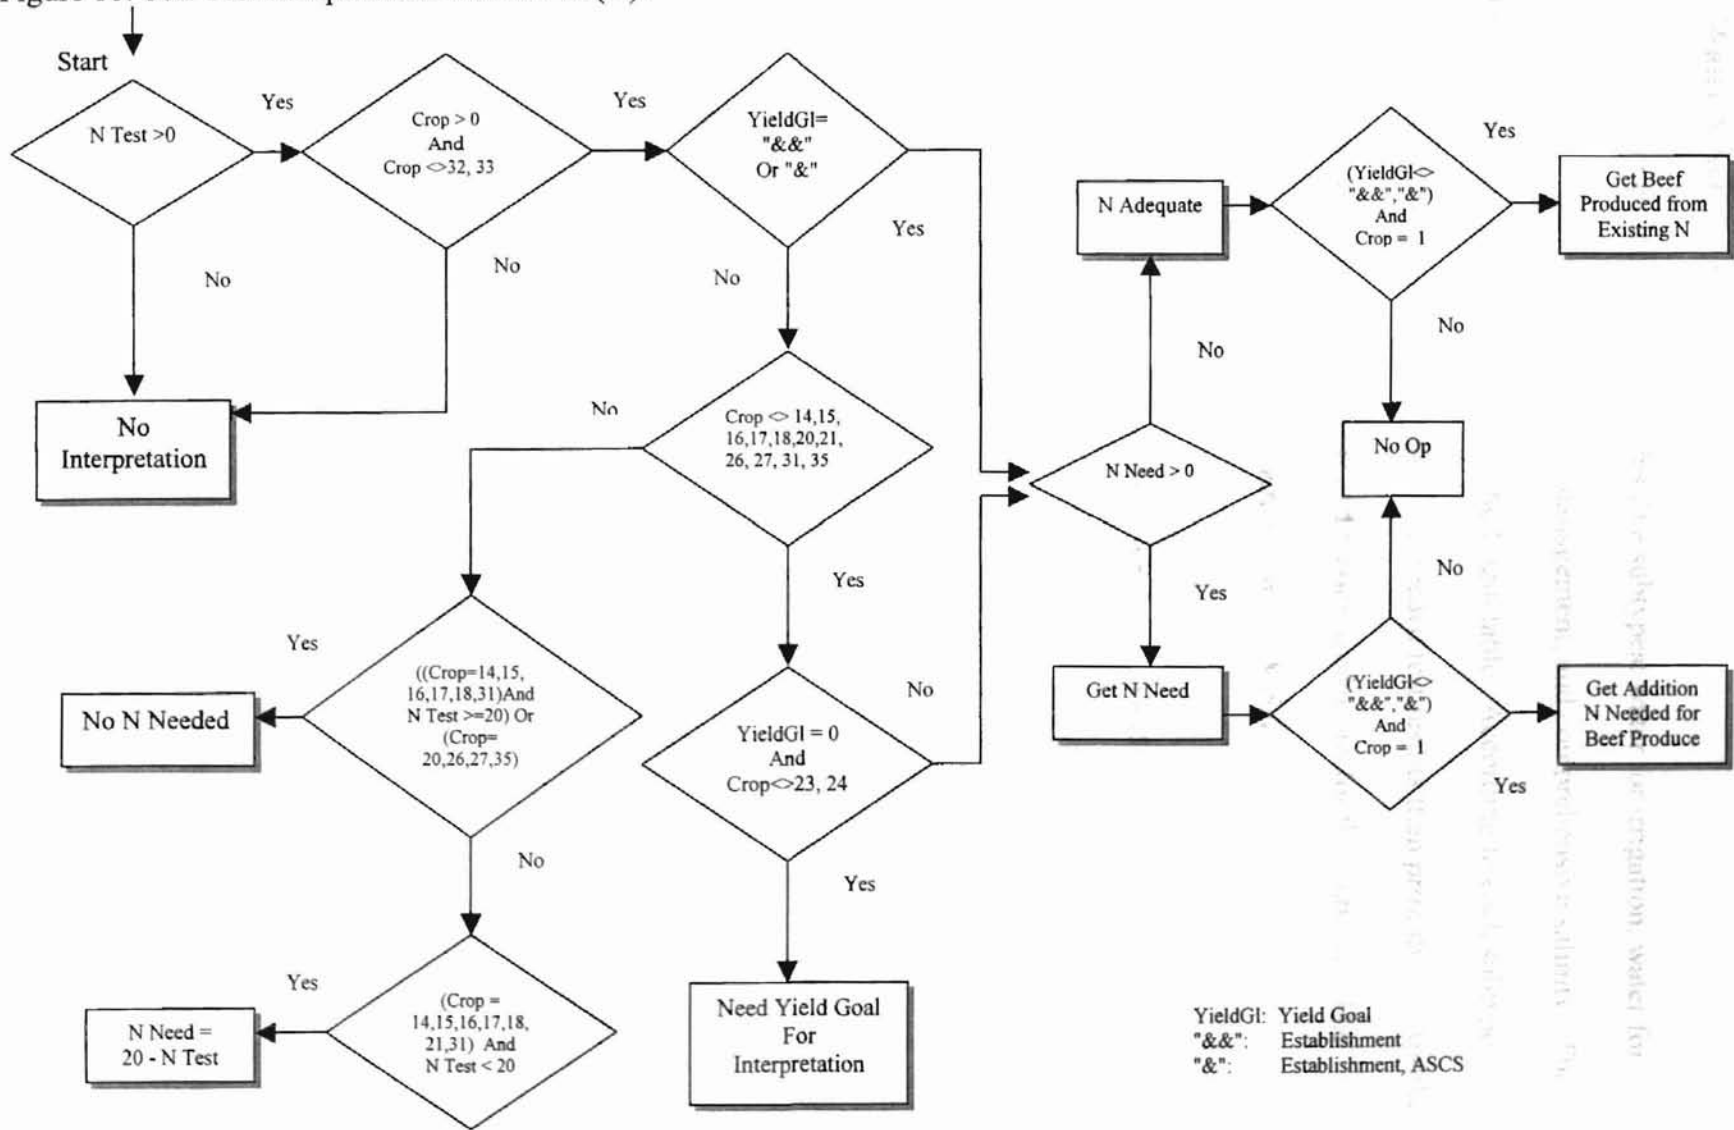 Start
N Test >0
Yes
No
No
Interpretation
Crop > 0
And
Crop <>32, 33
Yes
No
YieldGl=
"&&"
Or "&"
Yes
No
Crop <> 14,15,
16,17,18,20,21,
26, 27, 31, 35
No
Yes
((Crop=14,15,
16,17,18,31)And
N Test >=20) Or
(Crop=
20,26,27,35)
Yes
No N Needed
No
(Crop =
14,15,16,17,18,
21,31) And
N Test < 20
Yes
N Need =
20 - N Test
YieldGl = 0
And
Crop<>23, 24
No
Yes
Need Yield Goal
For
Interpretation
N Need > 0
No
Yes
N Adequate
(YieldGl<>
"&&","&")
And
Crop = 1
Yes
Get Beef
Produced from
Existing N
No
No Op
No
Get N Need
(YieldGl<>
"&&","&")
And
Crop = 1
Yes
Get Addition
N Needed for
Beef Produce
YieldGl: Yield Goal
"&&": Establishment
"&": Establishment, ASCS